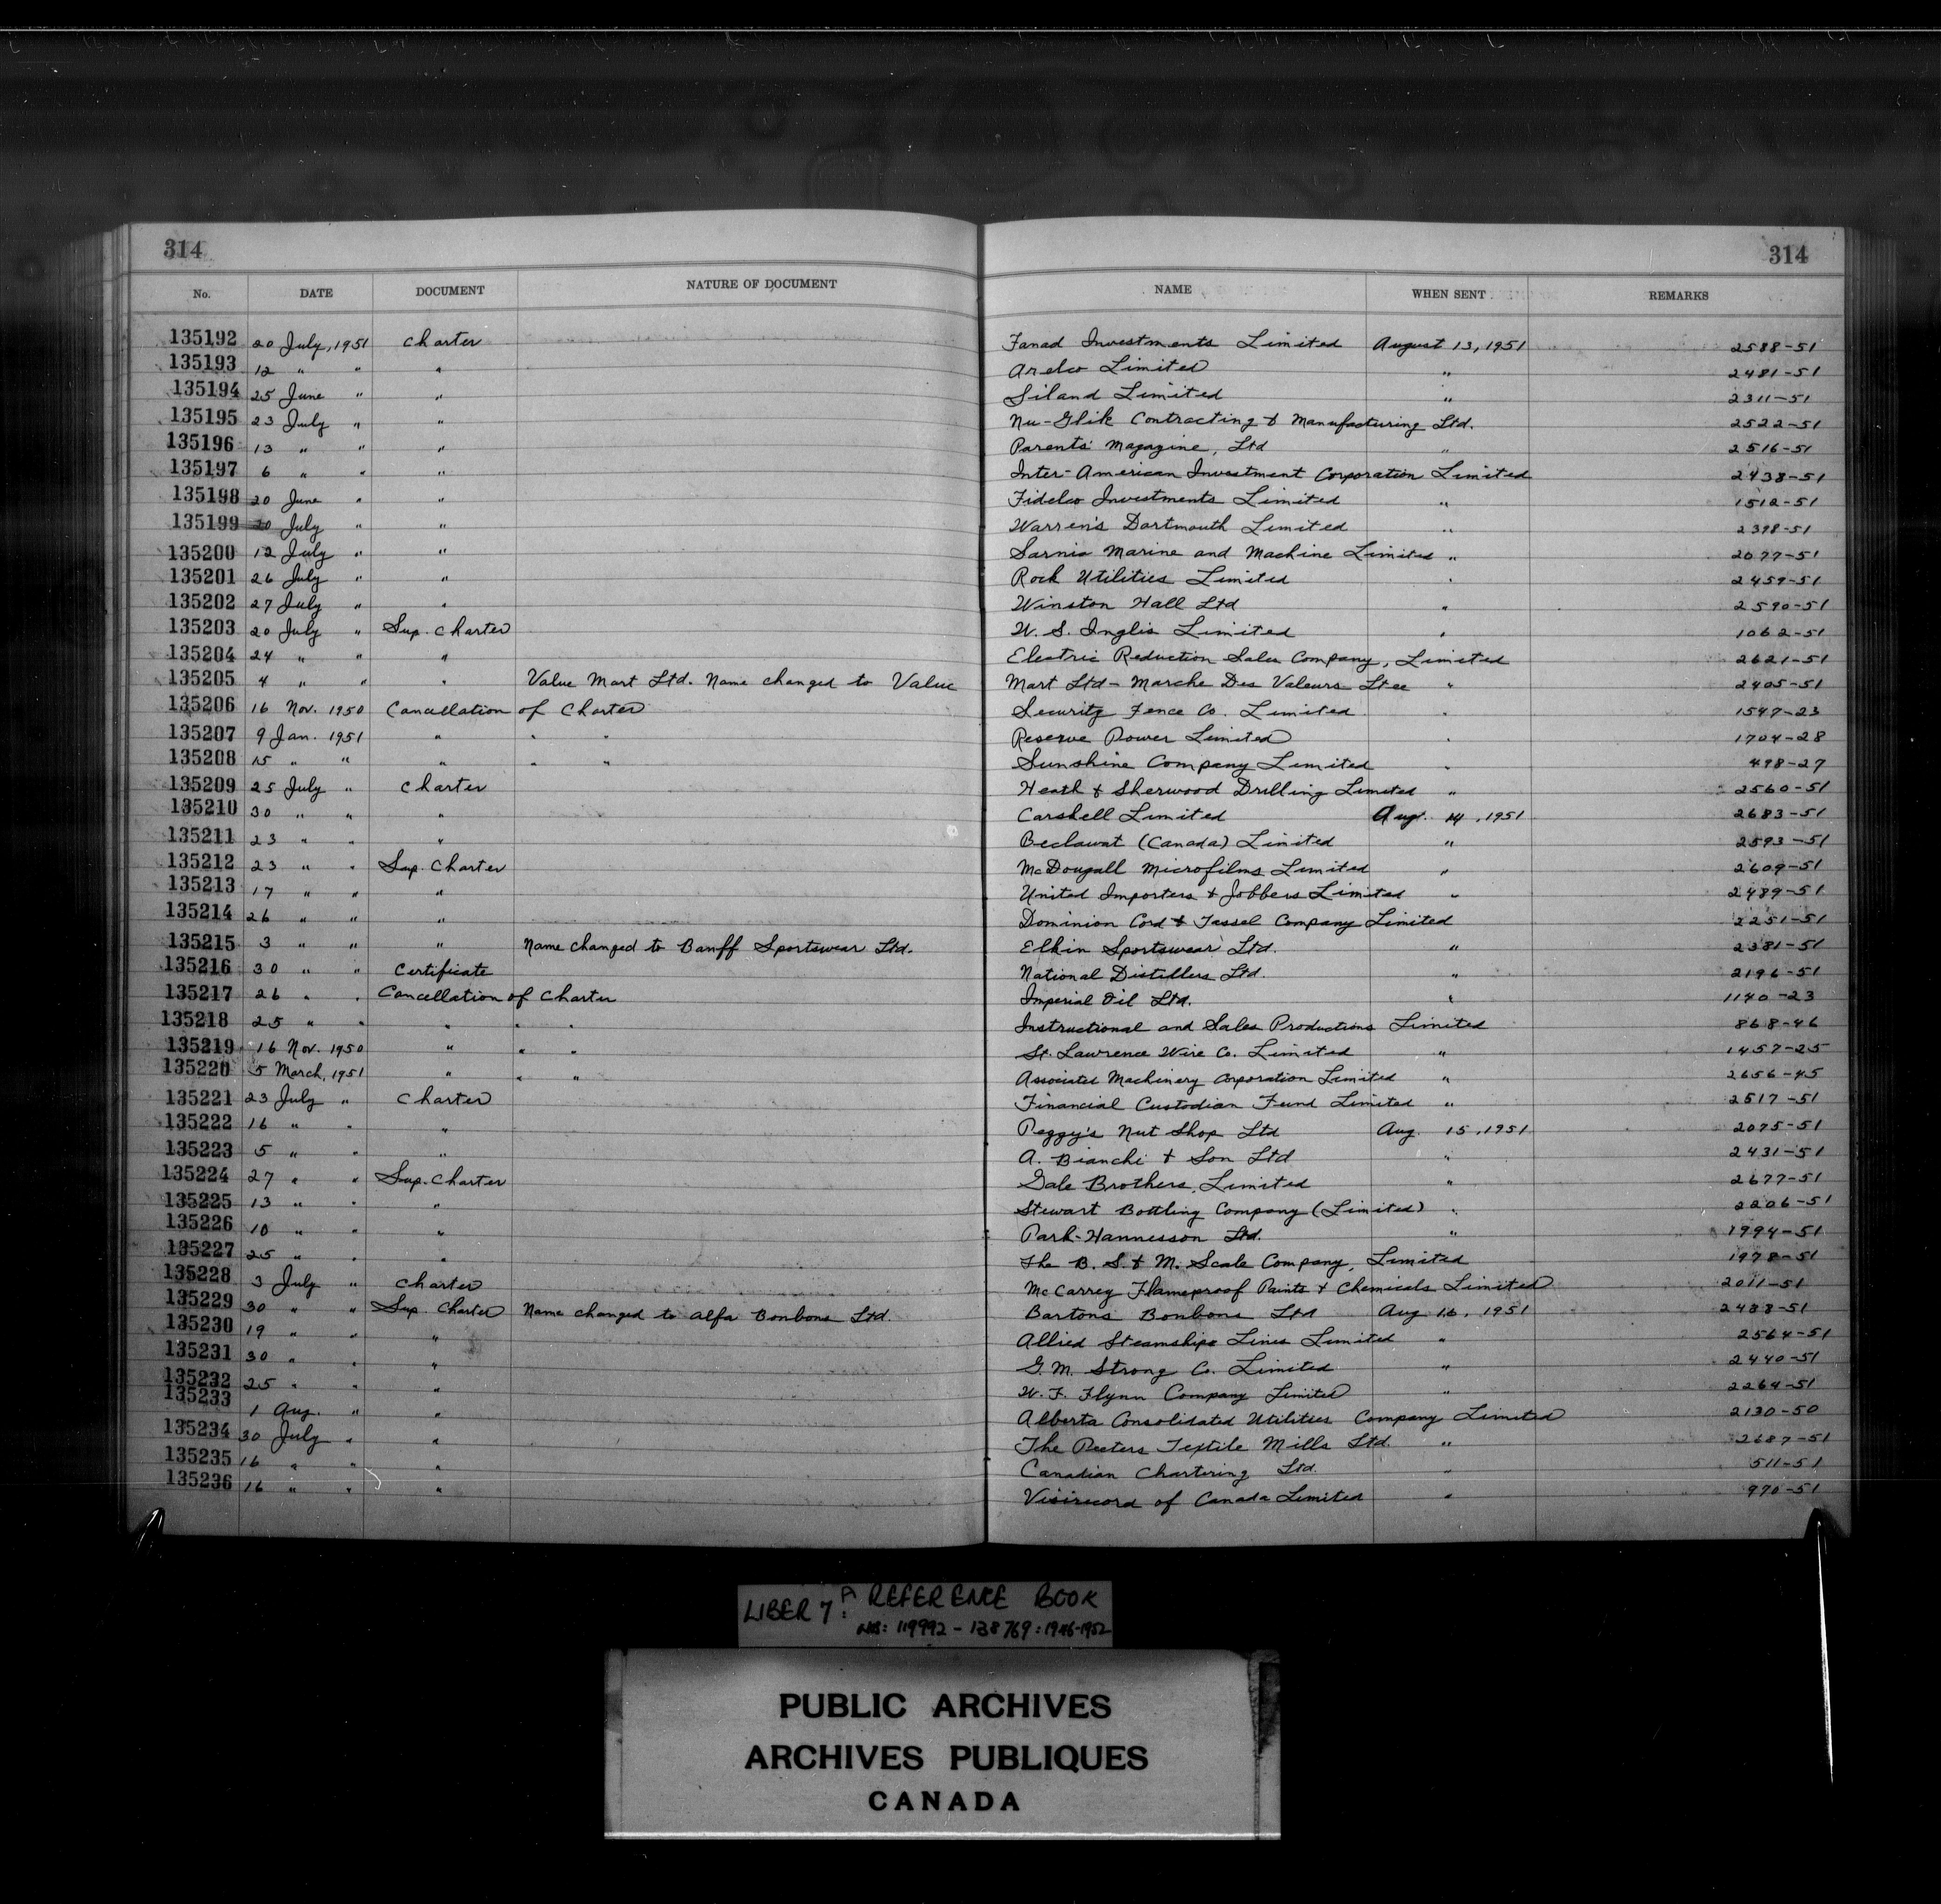 314 314
No. DATE DOCUMENT NATURE OF DOCUMENT NAME WHEN SENT REMARKS
135192 20 July, 1951 Charter Fanad Investments Limited August 13, 1951 2588-51
135193 12 " " " Arelco Limited " 2481-51
135194 25 June " " Siland Limited " 2311-51
135195 23 July " " Nu-Glik Contracting & Manufacturing Ltd. 2522-51
135196 13 " " " Parents' Magazine, Ltd " 2516-51
135197 6 " " " Inter-American Investment Corporation Limited 2438-51
135198 20 June " " Fidelco Investments Limited " 1512-51
135199 20 July " " Warren's Dartmouth Limited " 2398-51
135200 12 July " " Sarnia Marine and Machine Limited " 2077-51
135201 26 July " " Rock Utilities Limited " 2459-51
135202 27 July " " Winston Hall Ltd " 2590-51
135203 20 July " Sup. Charter W. S. Inglis Limited " 1062-51
135204 24 " " " Electric Reduction Sales Company, Limited 2621-51
135205 4 " " " Value Mart Ltd. Name changed to Value Mart Ltd - Marche Des Valeurs Ltee " 2405-51
135206 16 Nov. 1950 Cancellation of Charter Security Fence Co. Limited " 1547-23
135207 9 Jan. 1951 " " " Reserve Power Limited " 1704-28
135208 15 " " " " " Sunshine Company Limited " 498-27
135209 25 July " Charter Heath & Sherwood Drilling Limited " 2560-51
135210 30 " " " Carshell Limited Aug. 14, 1951 2683-51
135211 23 " " " Beclawat (Canada) Limited " 2593-51
135212 23 " " Sup. Charter McDougall Microfilms Limited " 2609-51
135213 17 " " " United Importers & Jobbers Limited " 2489-51
135214 26 " " " Dominion Cord & Tassel Company Limited 2251-51
135215 3 " " " Name changed to Banff Sportswear Ltd. Elkin Sportswear Ltd. " 2381-51
135216 30 " " Certificate National Distillers Ltd. " 2196-51
135217 26 " " Cancellation of Charter Imperial Oil Ltd. " 1140-23
135218 25 " " " " " Instructional and Sales Productions Limited 868-46
135219 16 Nov. 1950 " " " St. Lawrence Wire Co. Limited " 1457-25
135220 5 March, 1951 " " " Associated Machinery Corporation Limited " 2656-45
135221 23 July " Charter Financial Custodian Fund Limited " 2517-51
135222 16 " " " Peggy's Nut Shop Ltd Aug. 15, 1951 2075-51
135223 5 " " " A. Bianchi & Son Ltd " 2431-51
135224 27 " " Sup. Charter Gale Brothers, Limited " 2677-51
135225 13 " " " Stewart Bottling Company (Limited) " 2206-51
135226 10 " " " Park-Hannesson Ltd. " 1994-51
135227 25 " " " The B. S. & M. Scale Company, Limited 1978-51
135228 3 July " Charter McCarrey Flameproof Paints & Chemicals Limited 2011-51
135229 30 " " Sup. Charter Name changed to Alfa Bonbons Ltd. Bartons Bonbons Ltd Aug 16, 1951 2488-51
135230 19 " " " Allied Steamships Lines Limited " 2564-51
135231 30 " " " G. M. Strong Co. Limited " 2440-51
135232 25 " " " W. F. Flynn Company Limited " 2264-51
135233 1 Aug. " " Alberta Consolidated Utilities Company Limited 2130-50
135234 30 July " " The Peeters Textile Mills Ltd. " 2687-51
135235 16 " " " Canadian Chartering Ltd. " 511-51
135236 16 " " " Visirecord of Canada Limited " 970-51
LIBER 7: A REFERENCE BOOK
NOS: 119992 - 138769: 1946-1952
PUBLIC ARCHIVES
ARCHIVES PUBLIQUES
CANADA